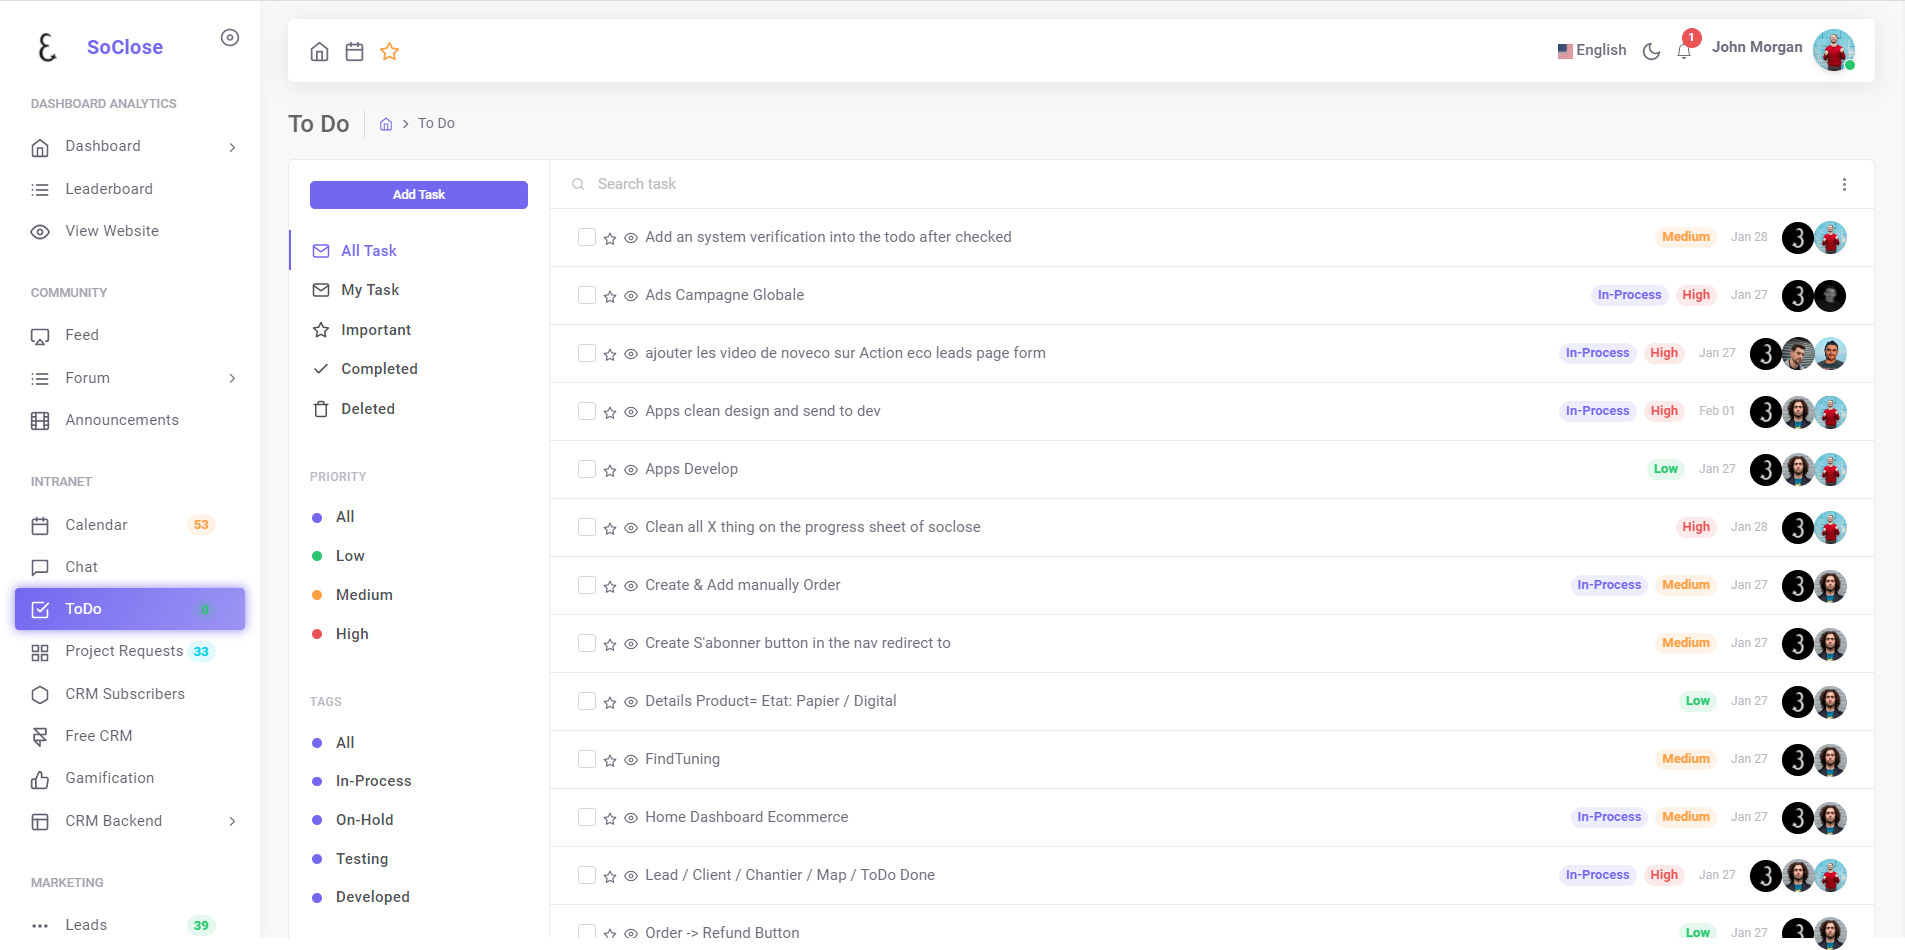 SoClose
DASHBOARD ANALYTICS
Dashboard
Leaderboard
View Website
COMMUNITY
Feed
Forum
Announcements
INTRANET
Calendar 53
Chat
ToDo 0
Project Requests 33
CRM Subscribers
Free CRM
Gamification
CRM Backend
MARKETING
Leads 39
English 1 John Morgan
To Do To Do
Add Task
All Task
My Task
Important
Completed
Deleted
PRIORITY
All
Low
Medium
High
TAGS
All
In-Process
On-Hold
Testing
Developed
Search task
Add an system verification into the todo after checked Medium Jan 28
Ads Campagne Globale In-Process High Jan 27
ajouter les video de noveco sur Action eco leads page form In-Process High Jan 27
Apps clean design and send to dev In-Process High Feb 01
Apps Develop Low Jan 27
Clean all X thing on the progress sheet of soclose High Jan 28
Create & Add manually Order In-Process Medium Jan 27
Create S'abonner button in the nav redirect to Medium Jan 27
Details Product= Etat: Papier / Digital Low Jan 27
FindTuning Medium Jan 27
Home Dashboard Ecommerce In-Process Medium Jan 27
Lead / Client / Chantier / Map / ToDo Done In-Process High Jan 27
Order -> Refund Button Low Jan 27